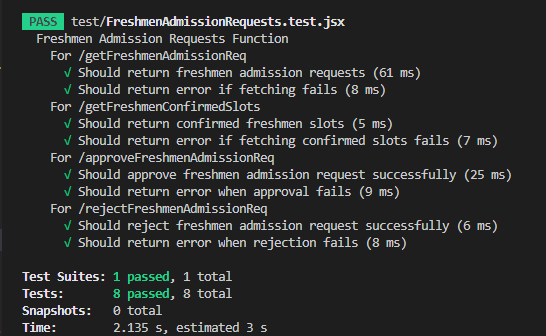 PASS test/FreshmenAdmissionRequests.test.jsx
Freshmen Admission Requests Function
For /getFreshmenAdmissionReq
√ Should return freshmen admission requests (61 ms)
√ Should return error if fetching fails (8 ms)
For /getFreshmenConfirmedSlots
√ Should return confirmed freshmen slots (5 ms)
√ Should return error if fetching confirmed slots fails (7 ms)
For /approveFreshmenAdmissionReq
√ Should approve freshmen admission request successfully (25 ms)
√ Should return error when approval fails (9 ms)
For /rejectFreshmenAdmissionReq
√ Should reject freshmen admission request successfully (6 ms)
√ Should return error when rejection fails (8 ms)
Test Suites: 1 passed, 1 total
Tests: 8 passed, 8 total
Snapshots: 0 total
Time: 2.135 s, estimated 3 s